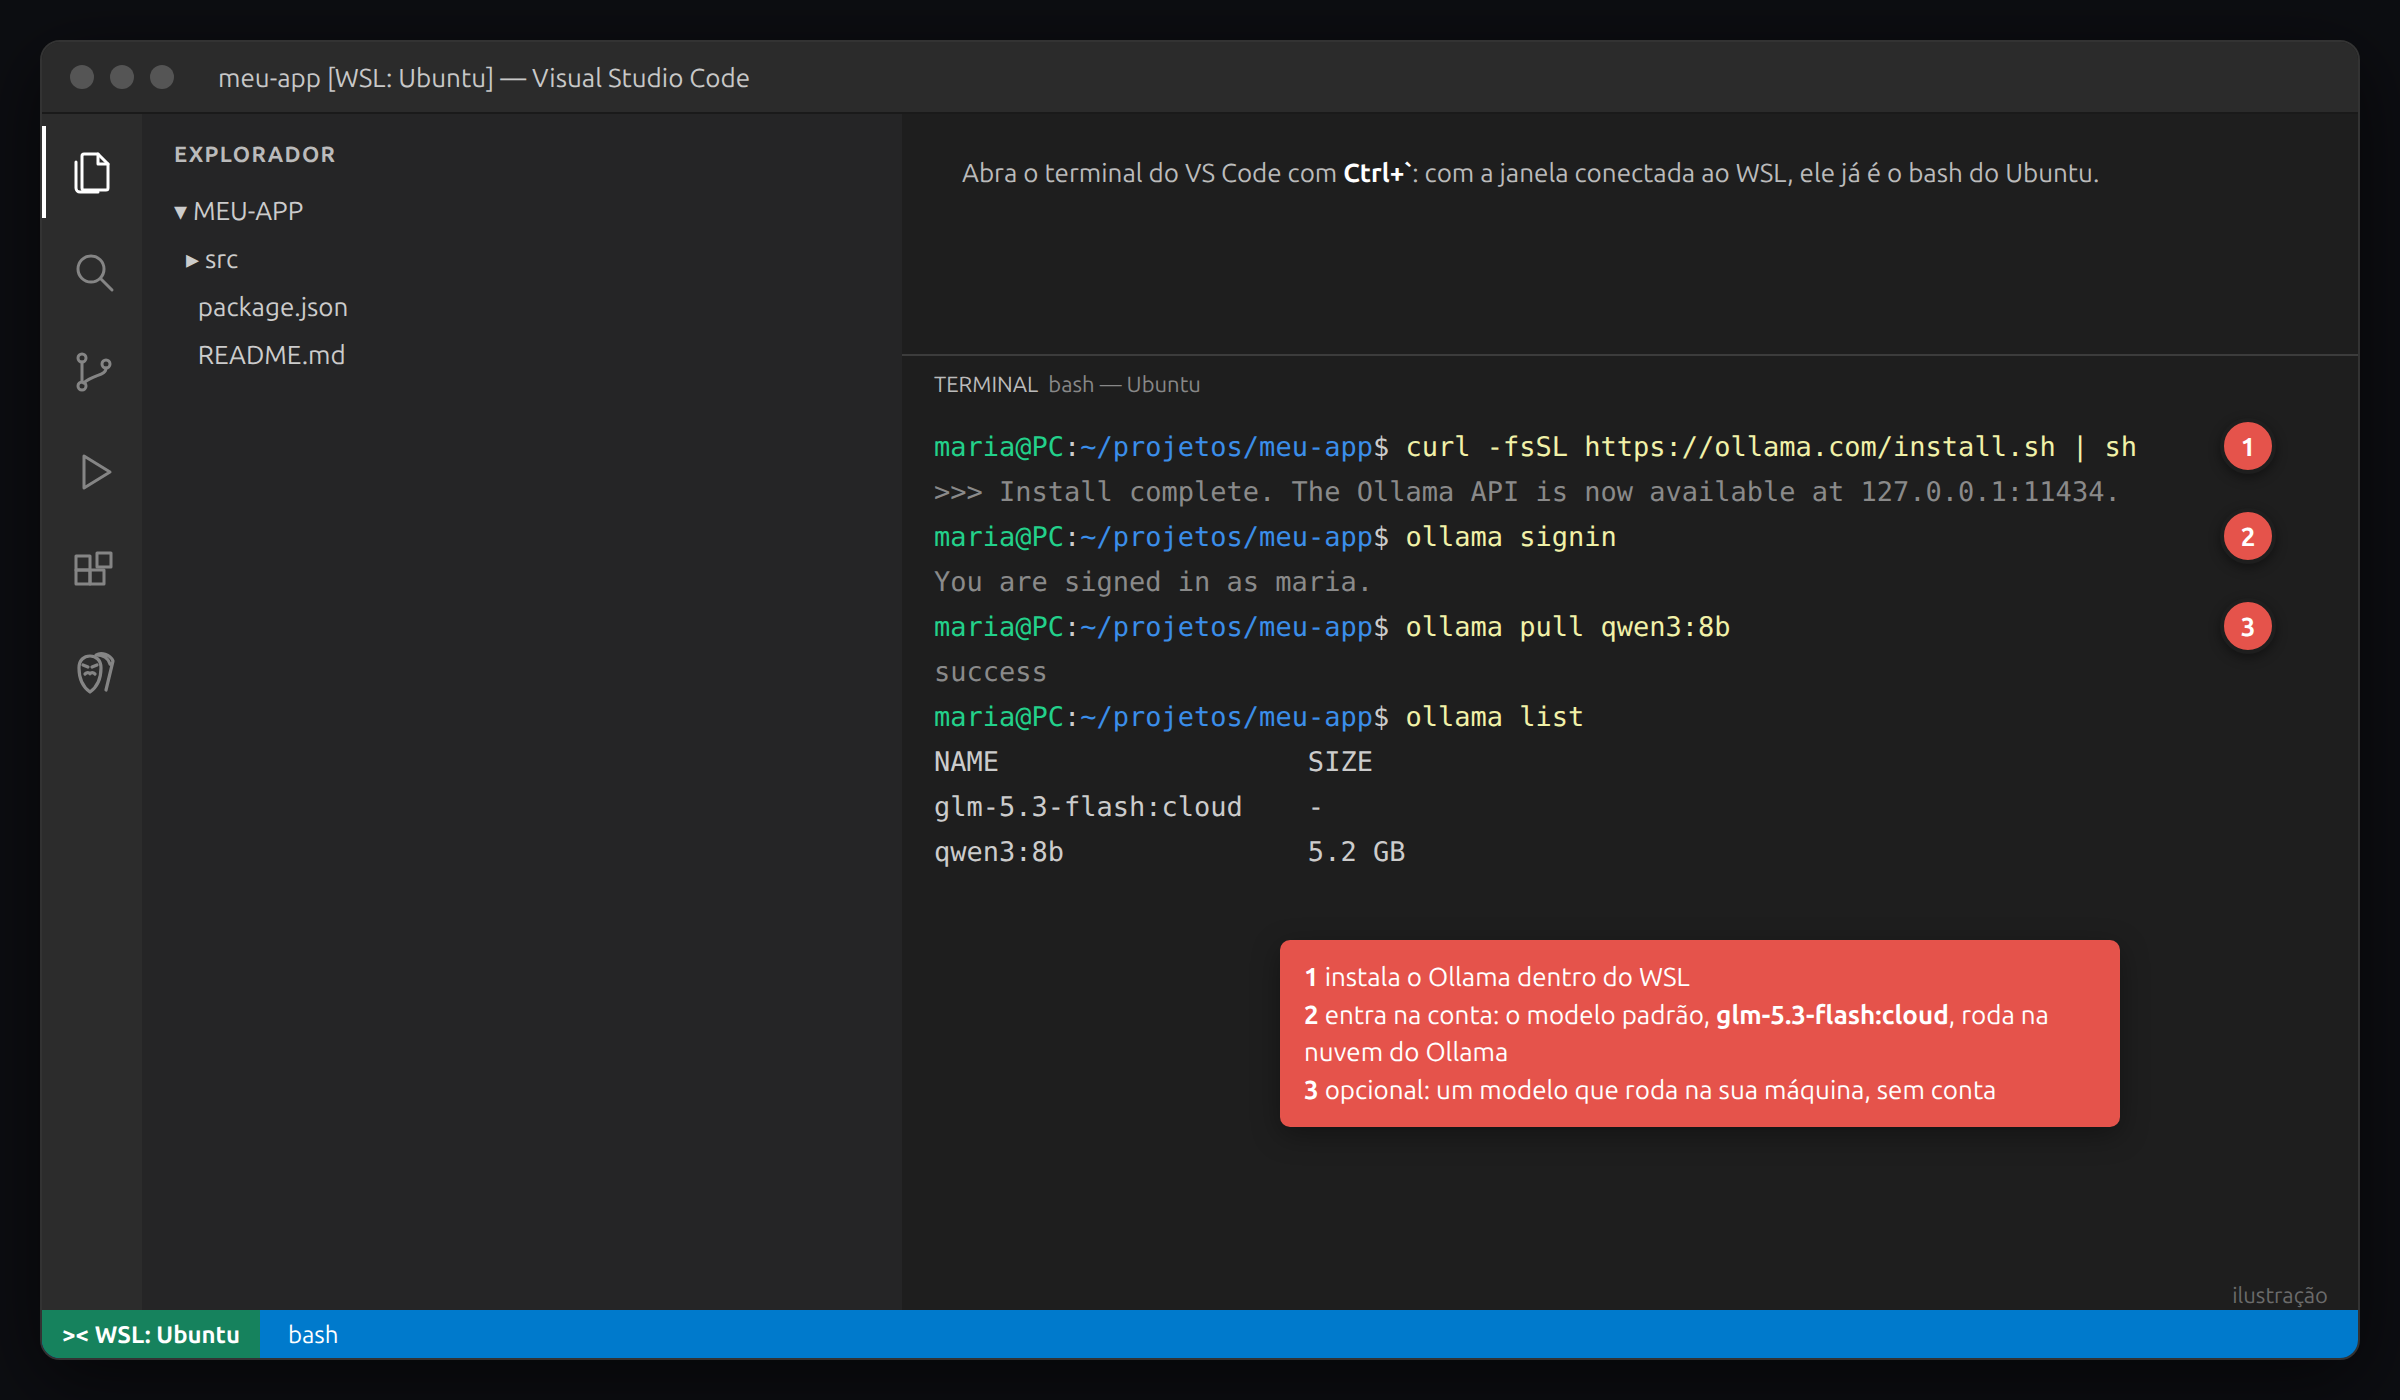 meu-app [WSL: Ubuntu] — Visual Studio Code
EXPLORADOR
▾ MEU-APP
▸ src
package.json
README.md
Abra o terminal do VS Code com Ctrl+`: com a janela conectada ao WSL, ele já é o bash do Ubuntu.
TERMINAL bash — Ubuntu
maria@PC:~/projetos/meu-app$ curl -fsSL https://ollama.com/install.sh | sh
1
>>> Install complete. The Ollama API is now available at 127.0.0.1:11434.
maria@PC:~/projetos/meu-app$ ollama signin
2
You are signed in as maria.
maria@PC:~/projetos/meu-app$ ollama pull qwen3:8b
3
success
maria@PC:~/projetos/meu-app$ ollama list
NAME SIZE
glm-5.3-flash:cloud -
qwen3:8b 5.2 GB
1 instala o Ollama dentro do WSL
2 entra na conta: o modelo padrão, glm-5.3-flash:cloud, roda na
nuvem do Ollama
3 opcional: um modelo que roda na sua máquina, sem conta
ilustração
>< WSL: Ubuntu bash